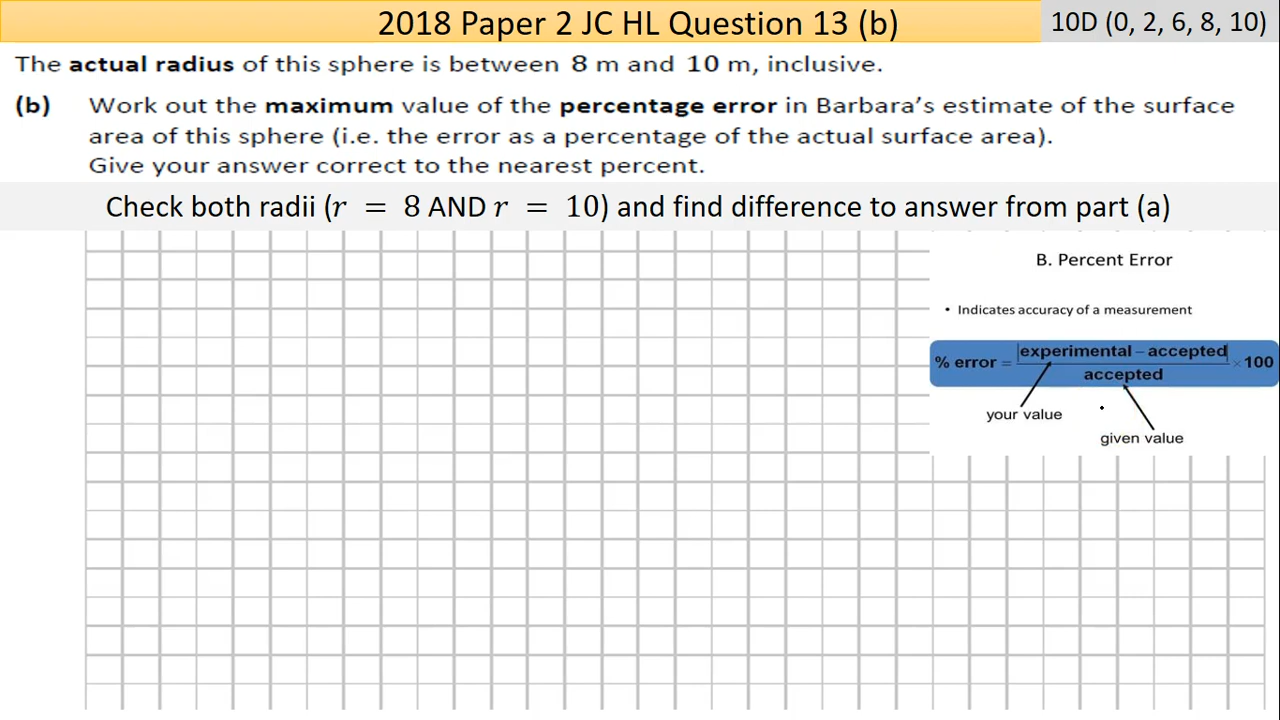 2018 Paper 2 JC HL Question 13 (b)
10D (0, 2, 6, 8, 10)
The actual radius of this sphere is between 8 m and 10 m, inclusive.
(b) Work out the maximum value of the percentage error in Barbara's estimate of the surface
area of this sphere (i.e. the error as a percentage of the actual surface area).
Give your answer correct to the nearest percent.
Check both radii (r = 8 AND r = 10) and find difference to answer from part (a)
B. Percent Error
• Indicates accuracy of a measurement
% error = |experimental – accepted| / accepted × 100
your value
given value